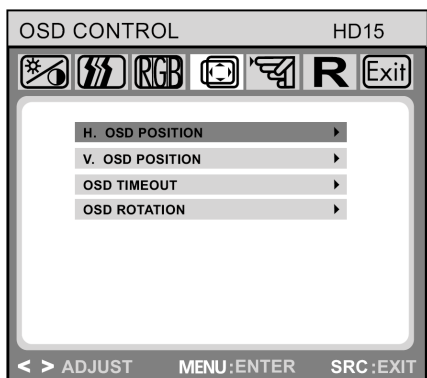 OSD CONTROL HD15
RGB R Exit
H. OSD POSITION
V. OSD POSITION
OSD TIMEOUT
OSD ROTATION
< > ADJUST MENU:ENTER SRC:EXIT